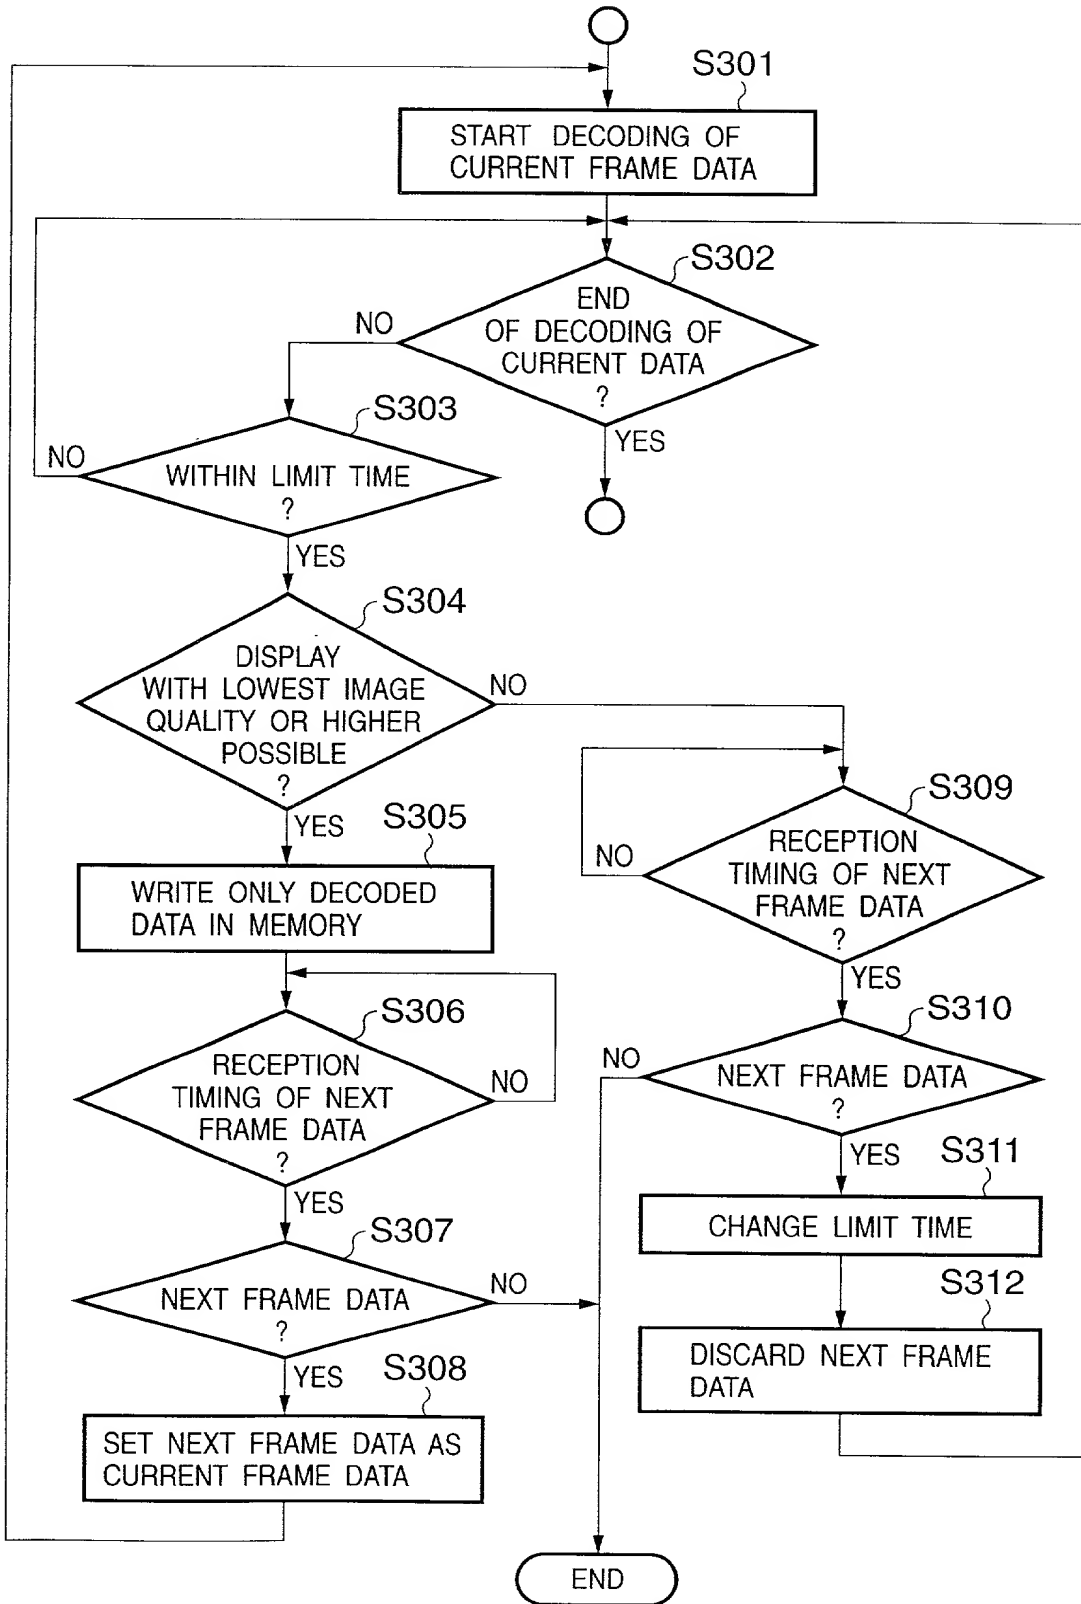 S301
START DECODING OF
CURRENT FRAME DATA
S302
END
OF DECODING OF
CURRENT DATA
?
NO
YES
S303
WITHIN LIMIT TIME
?
NO
YES
S304
DISPLAY
WITH LOWEST IMAGE
QUALITY OR HIGHER
POSSIBLE
?
NO
YES
S305
WRITE ONLY DECODED
DATA IN MEMORY
S306
RECEPTION
TIMING OF NEXT
FRAME DATA
?
NO
YES
S307
NEXT FRAME DATA
?
NO
YES
S308
SET NEXT FRAME DATA AS
CURRENT FRAME DATA
S309
RECEPTION
TIMING OF NEXT
FRAME DATA
?
NO
YES
S310
NEXT FRAME DATA
?
NO
YES
S311
CHANGE LIMIT TIME
S312
DISCARD NEXT FRAME
DATA
END